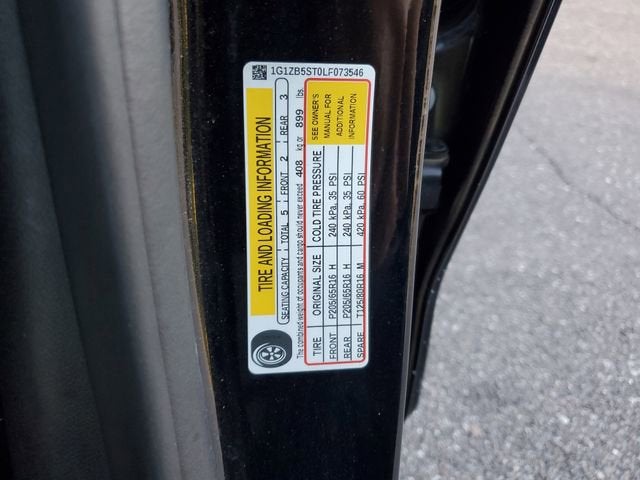 1G1ZB5ST0LF073546
TIRE AND LOADING INFORMATION
SEATING CAPACITY TOTAL 5 FRONT 2 REAR 3
The combined weight of occupants and cargo should never exceed 408 kg or 899 lbs.
TIRE ORIGINAL SIZE COLD TIRE PRESSURE
FRONT P205/65R16 H 240 kPa, 35 PSI
REAR P205/65R16 H 240 kPa, 35 PSI
SPARE T125/80R16 M 420 kPa, 60 PSI
SEE OWNER'S
MANUAL FOR
ADDITIONAL
INFORMATION